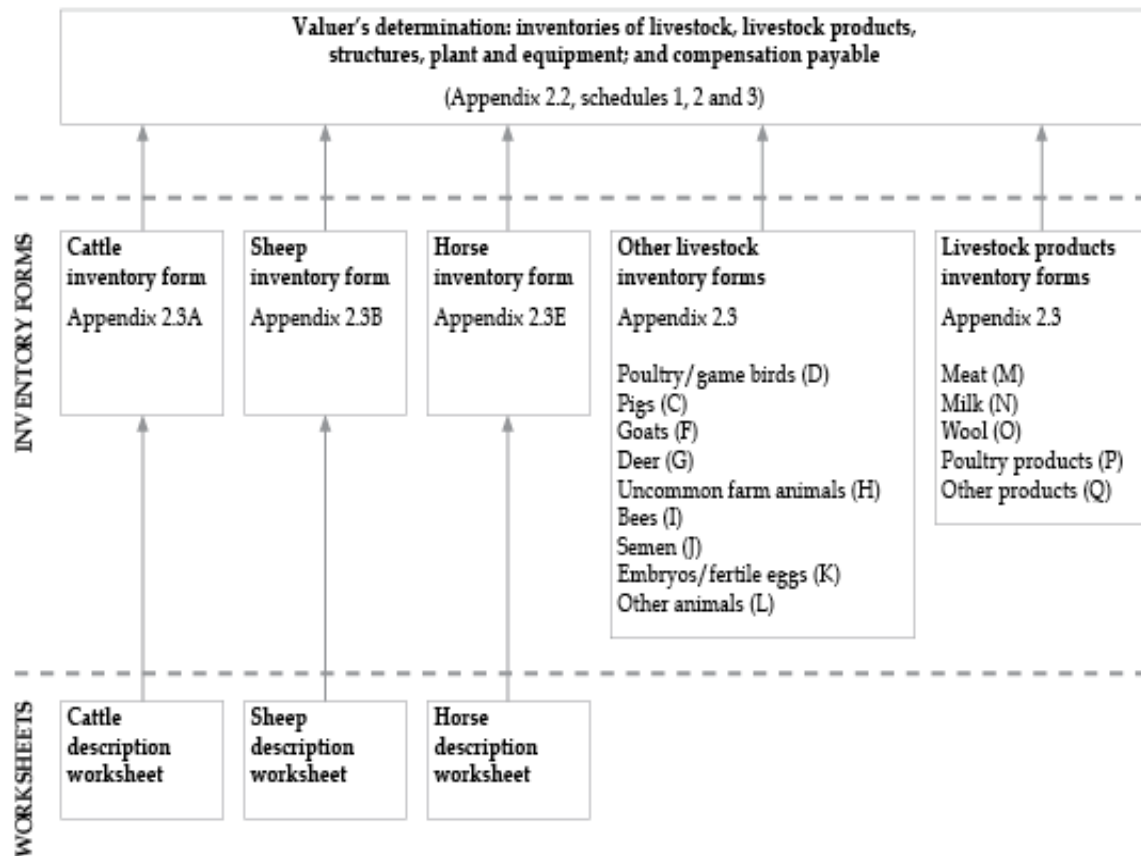 Valuer's determination: inventories of livestock, livestock products,
structures, plant and equipment; and compensation payable
(Appendix 2.2, schedules 1, 2 and 3)
INVENTORY FORMS
Cattle
inventory form
Appendix 2.3A
Sheep
inventory form
Appendix 2.3B
Horse
inventory form
Appendix 2.3E
Other livestock
inventory forms
Appendix 2.3
Poultry/game birds (D)
Pigs (C)
Goats (F)
Deer (G)
Uncommon farm animals (H)
Bees (I)
Semen (J)
Embryos/fertile eggs (K)
Other animals (L)
Livestock products
inventory forms
Appendix 2.3
Meat (M)
Milk (N)
Wool (O)
Poultry products (P)
Other products (Q)
WORKSHEETS
Cattle
description
worksheet
Sheep
description
worksheet
Horse
description
worksheet